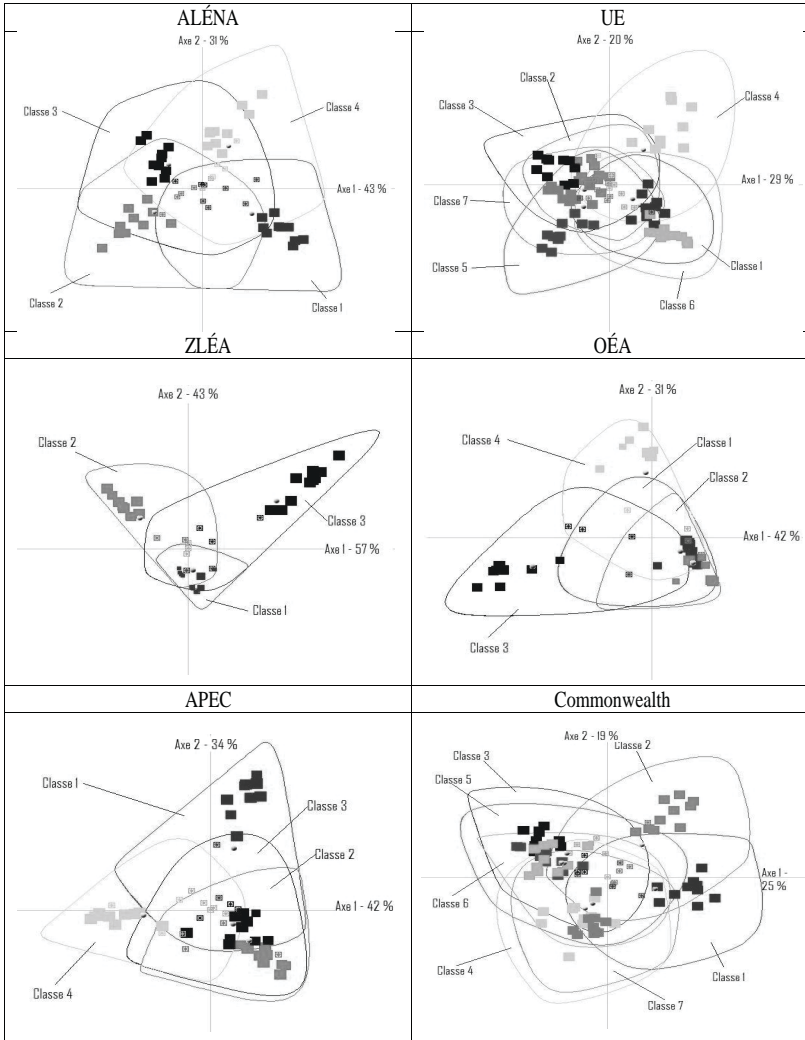 ALÉNA
Axe 2 - 31 %
Classe 3
Classe 4
Axe 1 - 43 %
Classe 2
Classe 1
UE
Axe 2 - 20 %
Classe 2
Classe 3
Classe 4
Axe 1 - 29 %
Classe 7
Classe 5
Classe 1
Classe 6
ZLÉA
Axe 2 - 43 %
Classe 2
Classe 3
Axe 1 - 57 %
Classe 1
OÉA
Axe 2 - 31 %
Classe 4
Classe 1
Classe 2
Axe 1 - 42 %
Classe 3
APEC
Axe 2 - 34 %
Classe 1
Classe 3
Classe 2
Axe 1 - 42 %
Classe 4
Commonwealth
Axe 2 - 19 %
Classe 3
Classe 2
Classe 5
Axe 1 -
25 %
Classe 6
Classe 4
Classe 1
Classe 7